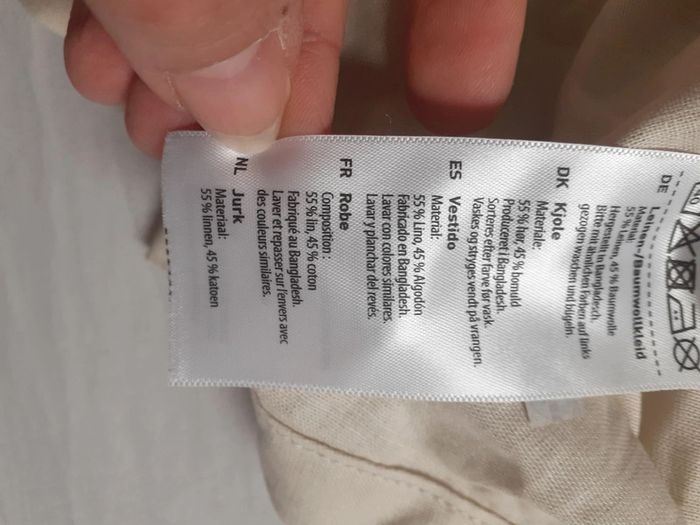 40
DE Leinen-/Baumwollkleid
Material:
55 % Leinen, 45 % Baumwolle
Hergestellt in Bangladesch.
Bitte mit ähnlichen Farben auf links
gezogen waschen und bügeln.
DK Kjole
Materiale:
55 % hør, 45 % bomuld
Produceret i Bangladesh.
Sorteres efter farve før vask.
Vaskes og stryges vendt på vrangen.
ES Vestido
Material:
55 % Lino, 45 % Algodón
Fabricado en Bangladesh.
Lavar con colores similares.
Lavar y planchar del revés.
FR Robe
Composition :
55 % lin, 45 % coton
Fabriqué au Bangladesh.
Laver et repasser sur l'envers avec
des couleurs similaires.
NL Jurk
Materiaal:
55 % linnen, 45 % katoen